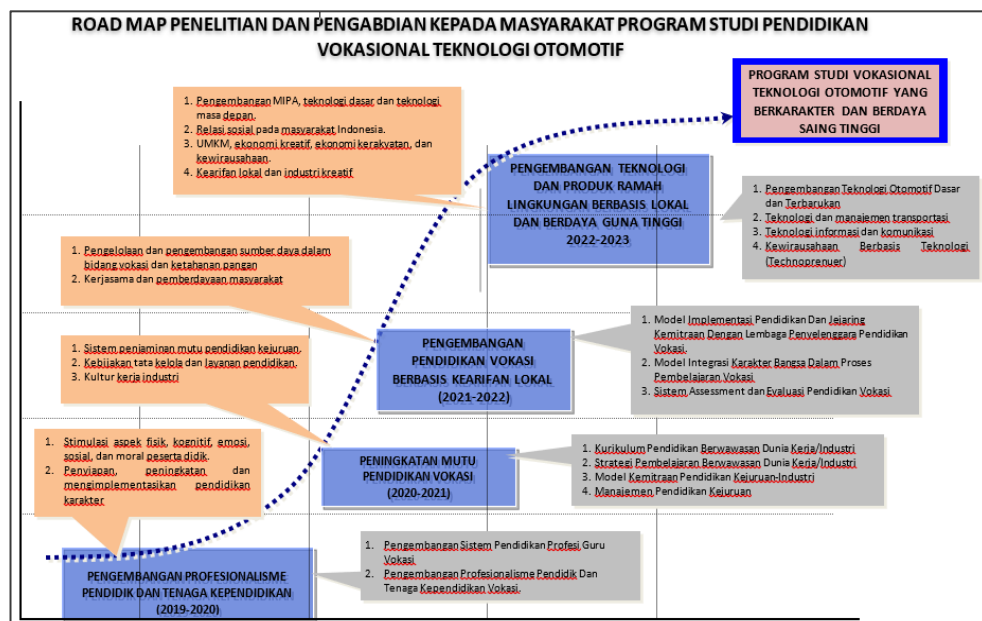 ROAD MAP PENELITIAN DAN PENGABDIAN KEPADA MASYARAKAT PROGRAM STUDI PENDIDIKAN
VOKASIONAL TEKNOLOGI OTOMOTIF
PROGRAM STUDI VOKASIONAL
TEKNOLOGI OTOMOTIF YANG
BERKARAKTER DAN BERDAYA
SAING TINGGI
1. Pengembangan MIPA, teknologi dasar dan teknologi
masa depan.
2. Relasi sosial pada masyarakat Indonesia.
3. UMKM, ekonomi kreatif, ekonomi kerakyatan, dan
kewirausahaan.
4. Kearifan lokal dan industri kreatif
PENGEMBANGAN TEKNOLOGI
DAN PRODUK RAMAH
LINGKUNGAN BERBASIS LOKAL
DAN BERDAYA GUNA TINGGI
2022-2023
1. Pengembangan Teknologi Otomotif Dasar
dan Terbarukan
2. Teknologi dan manajemen transportasi
3. Teknologi informasi dan komunikasi
4. Kewirausahaan Berbasis Teknologi
(Technoprenuer)
1. Pengelolaan dan pengembangan sumber daya dalam
bidang vokasi dan ketahanan pangan
2. Kerjasama dan pemberdayaan masyarakat
PENGEMBANGAN
PENDIDIKAN VOKASI
BERBASIS KEARIFAN LOKAL
(2021-2022)
1. Model Implementasi Pendidikan Dan Jejaring
Kemitraan Dengan Lembaga Penyelenggara Pendidikan
Vokasi.
2. Model Integrasi Karakter Bangsa Dalam Proses
Pembelajaran Vokasi
3. Sistem Assessment dan Evaluasi Pendidikan Vokasi
1. Sistem penjaminan mutu pendidikan kejuruan.
2. Kebijakan tata kelola dan layanan pendidikan.
3. Kultur kerja industri
PENINGKATAN MUTU
PENDIDIKAN VOKASI
(2020-2021)
1. Kurikulum Pendidikan Berwawasan Dunia Kerja/Industri
2. Strategi Pembelajaran Berwawasan Dunia Kerja/Industri
3. Model Kemitraan Pendidikan Kejuruan-Industri
4. Manajemen Pendidikan Kejuruan
1. Stimulasi aspek fisik, kognitif, emosi,
sosial, dan moral peserta didik.
2. Penyiapan, peningkatan dan
mengimplementasikan pendidikan
karakter
PENGEMBANGAN PROFESIONALISME
PENDIDIK DAN TENAGA KEPENDIDIKAN
(2019-2020)
1. Pengembangan Sistem Pendidikan Profesi Guru
Vokasi
2. Pengembangan Profesionalisme Pendidik Dan
Tenaga Kependidikan Vokasi.